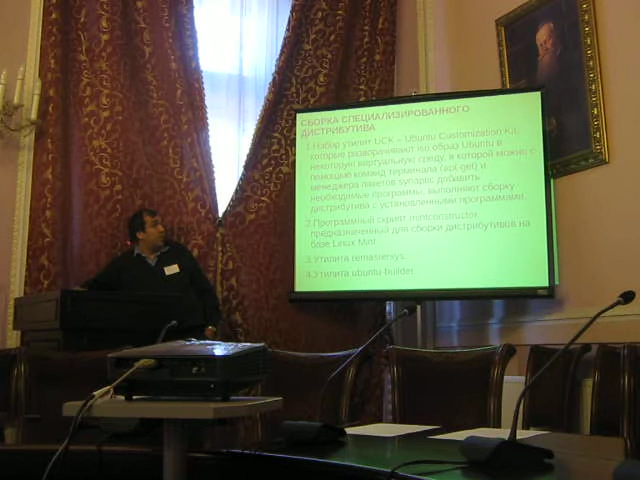 СБОРКА СПЕЦИАЛИЗИРОВАННОГО
ДИСТРИБУТИВА
1.Набор утилит UCK – Ubuntu Customization Kit,
которые разворачивают iso образ Ubuntu в
некоторую виртуальную среду, в которой можно с
помощью команд терминала (apt-get) и
менеджера пакетов synaptic добавить
необходимые программы, выполняют сборку
дистрибутива с установленными программами.
2.Программный скрипт mintconstructor
предназначенный для сборки дистрибутивов на
базе Linux Mint
3.Утилита remastersys
4.Утилита ubuntu-builder